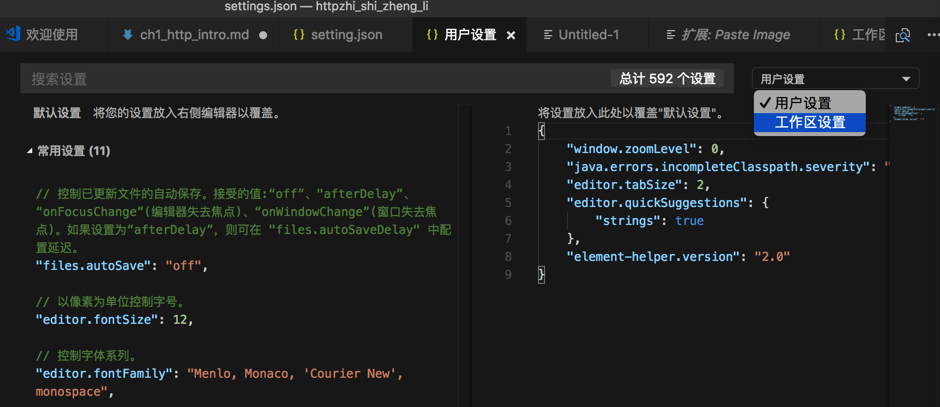 settings.json — httpzhi_shi_zheng_li
欢迎使用
ch1_http_intro.md
{} setting.json
{} 用户设置 ×
Untitled-1
扩展: Paste Image
{} 工作区
搜索设置
总计 592 个设置
用户设置
✓ 用户设置
工作区设置
默认设置 将您的设置放入右侧编辑器以覆盖。
常用设置 (11)
// 控制已更新文件的自动保存。接受的值:“off”、"afterDelay”、
“onFocusChange”(编辑器失去焦点)、“onWindowChange”(窗口失去焦
点)。如果设置为“afterDelay”，则可在 "files.autoSaveDelay" 中配
置延迟。
"files.autoSave": "off",
// 以像素为单位控制字号。
"editor.fontSize": 12,
// 控制字体系列。
"editor.fontFamily": "Menlo, Monaco, 'Courier New',
monospace",
将设置放入此处以覆盖"默认设置"。
1 {
2 "window.zoomLevel": 0,
3 "java.errors.incompleteClasspath.severity": "
4 "editor.tabSize": 2,
5 "editor.quickSuggestions": {
6 "strings": true
7 },
8 "element-helper.version": "2.0"
9 }